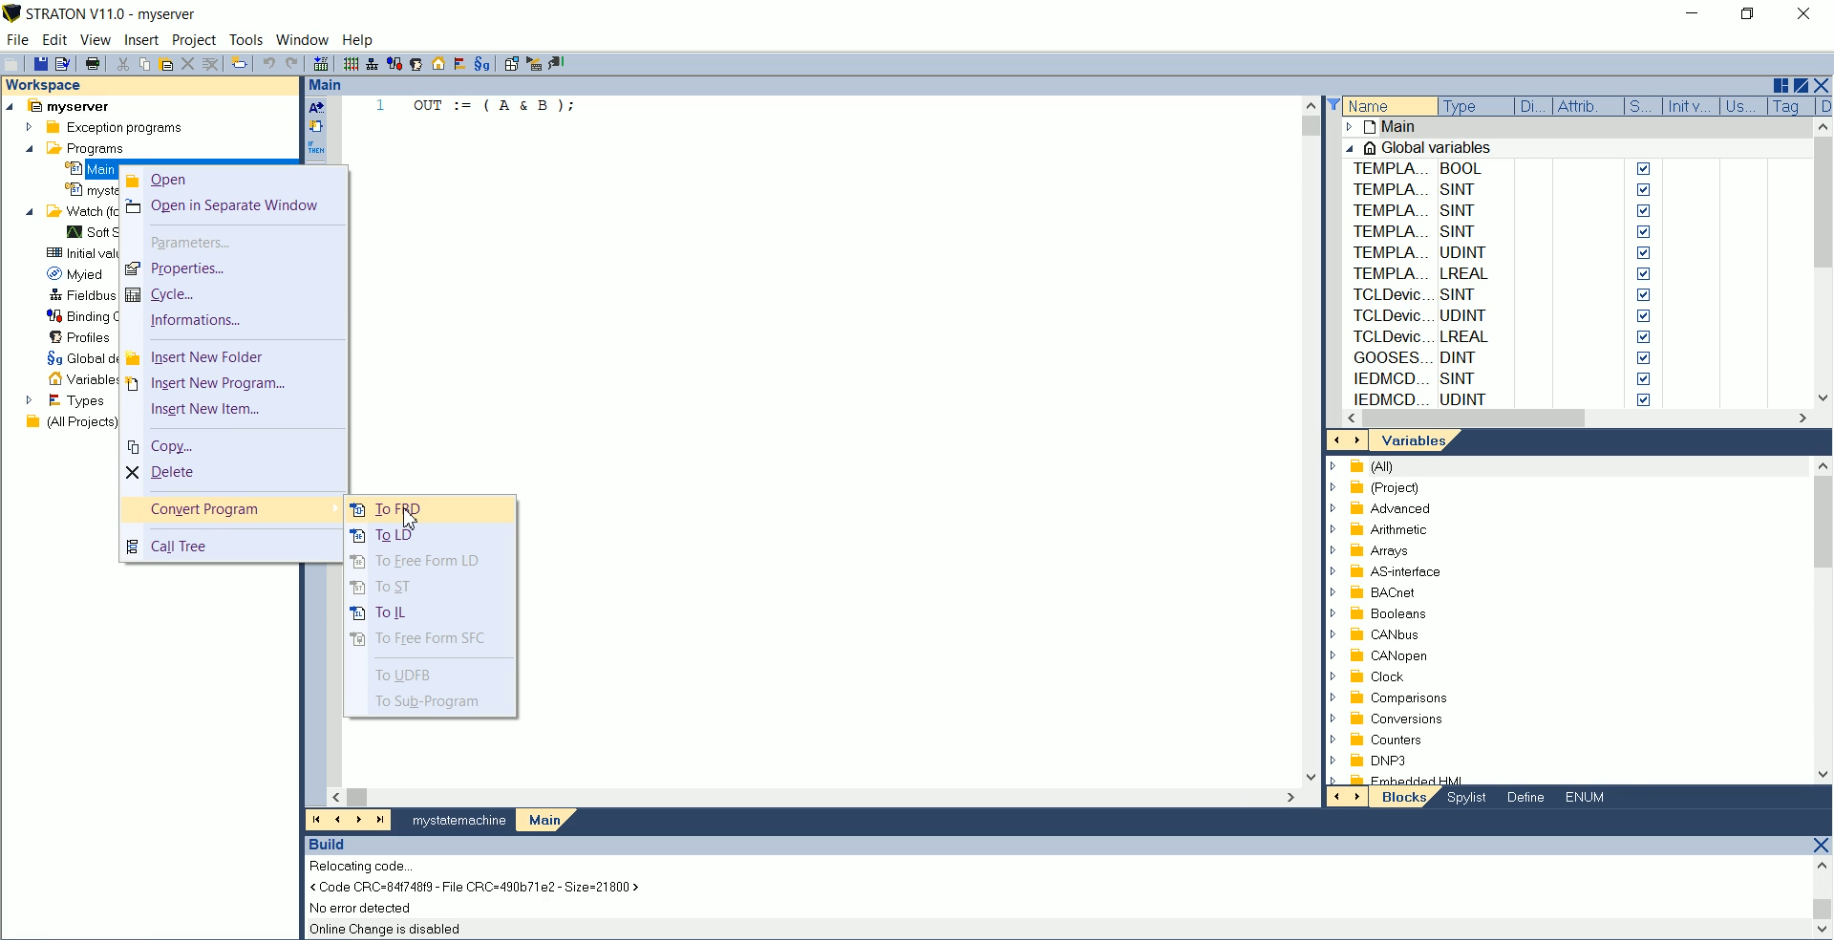 STRATON V11.0 - myserver
File Edit View Insert Project Tools Window Help
Workspace
myserver
Exception programs
Programs
Main
Watch
Soft
Initial
Myied
Fieldbus
Binding
Profiles
Global
Variables
Types
(All Projects)
Open
Open in Separate Window
Parameters...
Properties...
Cycle...
Informations...
Insert New Folder
Insert New Program...
Insert New Item...
Copy...
Delete
Convert Program
Call Tree
To FBD
To LD
To Free Form LD
To ST
To IL
To Free Form SFC
To UDFB
To Sub-Program
Main
1 OUT := ( A & B );
mystatemachine Main
Build
Relocating code...
<Code CRC=84f748f9 - File CRC=490b71e2 - Size=21800>
No error detected
Online Change is disabled
Name Type Di... Attrib. S... Init v... Us... Tag D
Main
Global variables
TEMPLA... BOOL
TEMPLA... SINT
TEMPLA... SINT
TEMPLA... SINT
TEMPLA... UDINT
TEMPLA... LREAL
TCLDevic... SINT
TCLDevic... UDINT
TCLDevic... LREAL
GOOSES... DINT
IEDMCD... SINT
IEDMCD... UDINT
Variables
(All)
(Project)
Advanced
Arithmetic
Arrays
AS-interface
BACnet
Booleans
CANbus
CANopen
Clock
Comparisons
Conversions
Counters
DNP3
Embedded HMI
Blocks Spylist Define ENUM